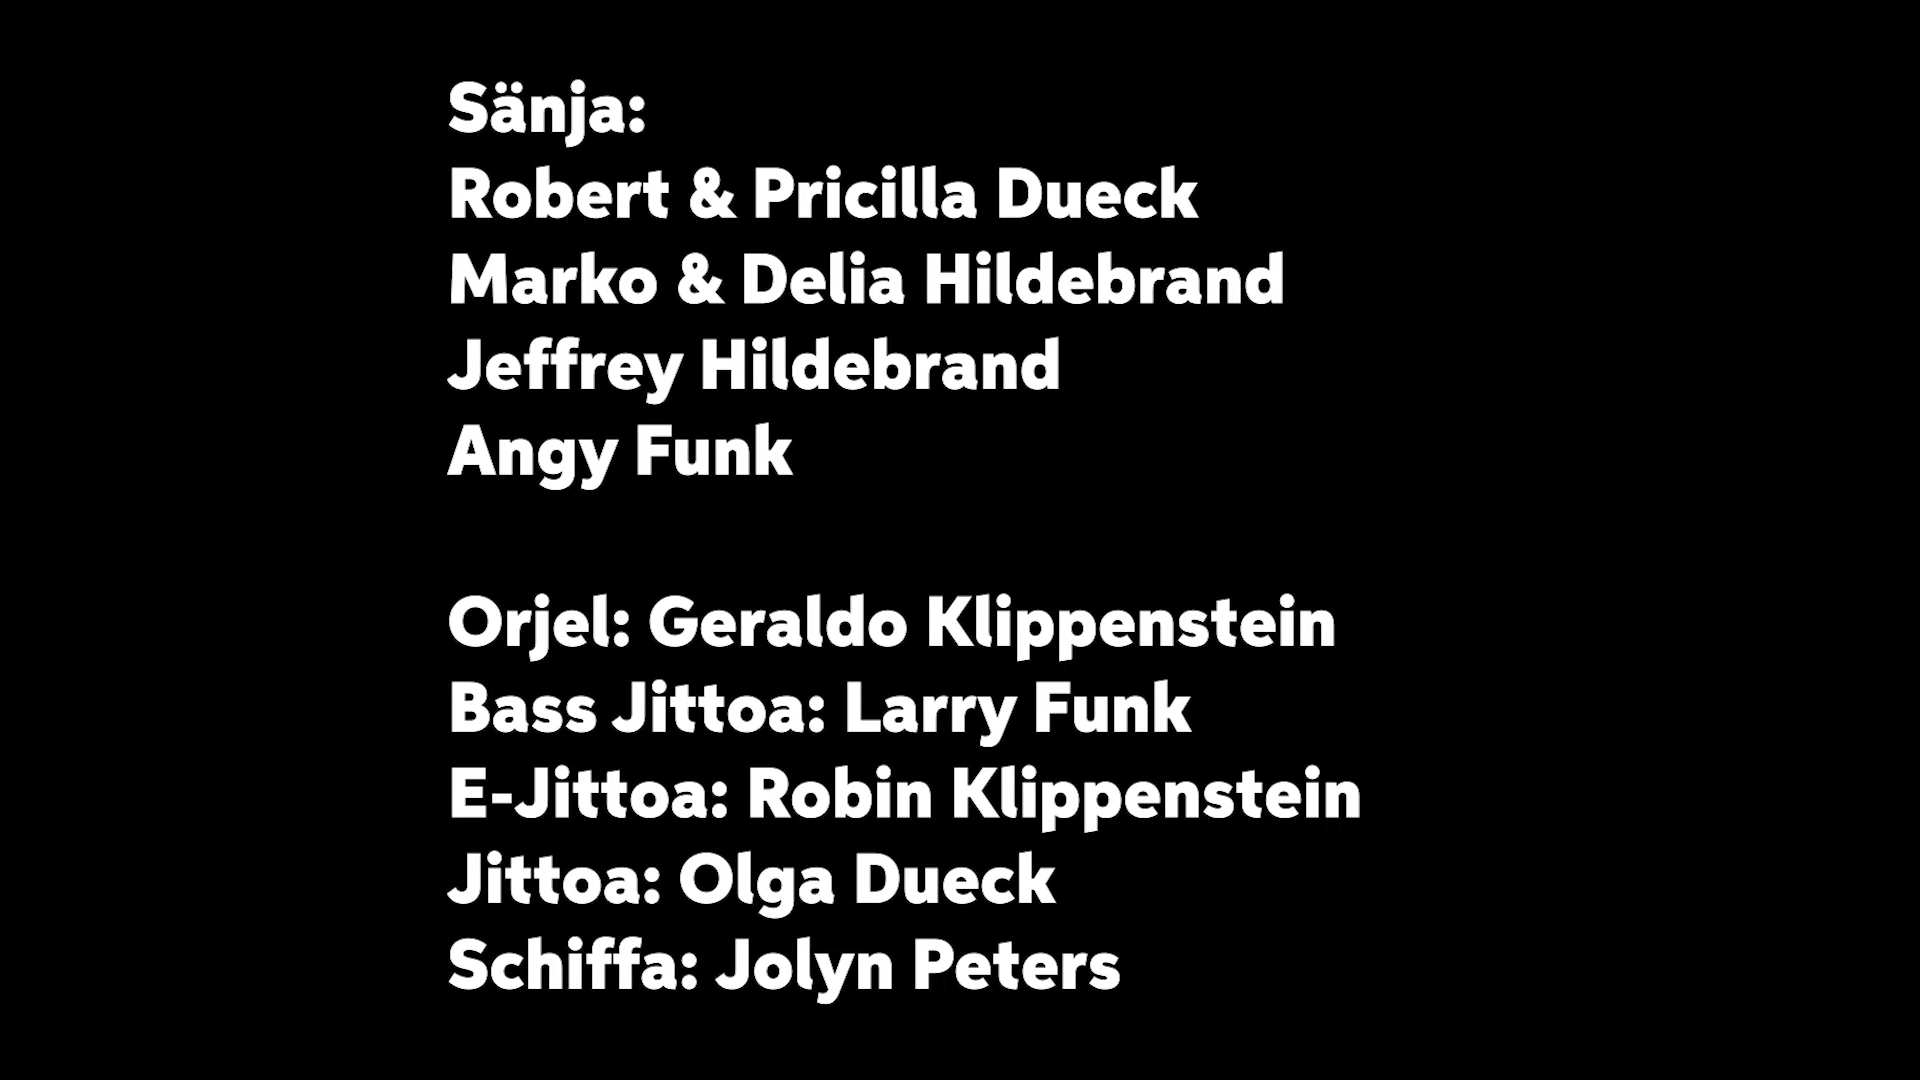 Sänja:
Robert & Pricilla Dueck
Marko & Delia Hildebrand
Jeffrey Hildebrand
Angy Funk
Orjel: Geraldo Klippenstein
Bass Jittoa: Larry Funk
E-Jittoa: Robin Klippenstein
Jittoa: Olga Dueck
Schiffa: Jolyn Peters